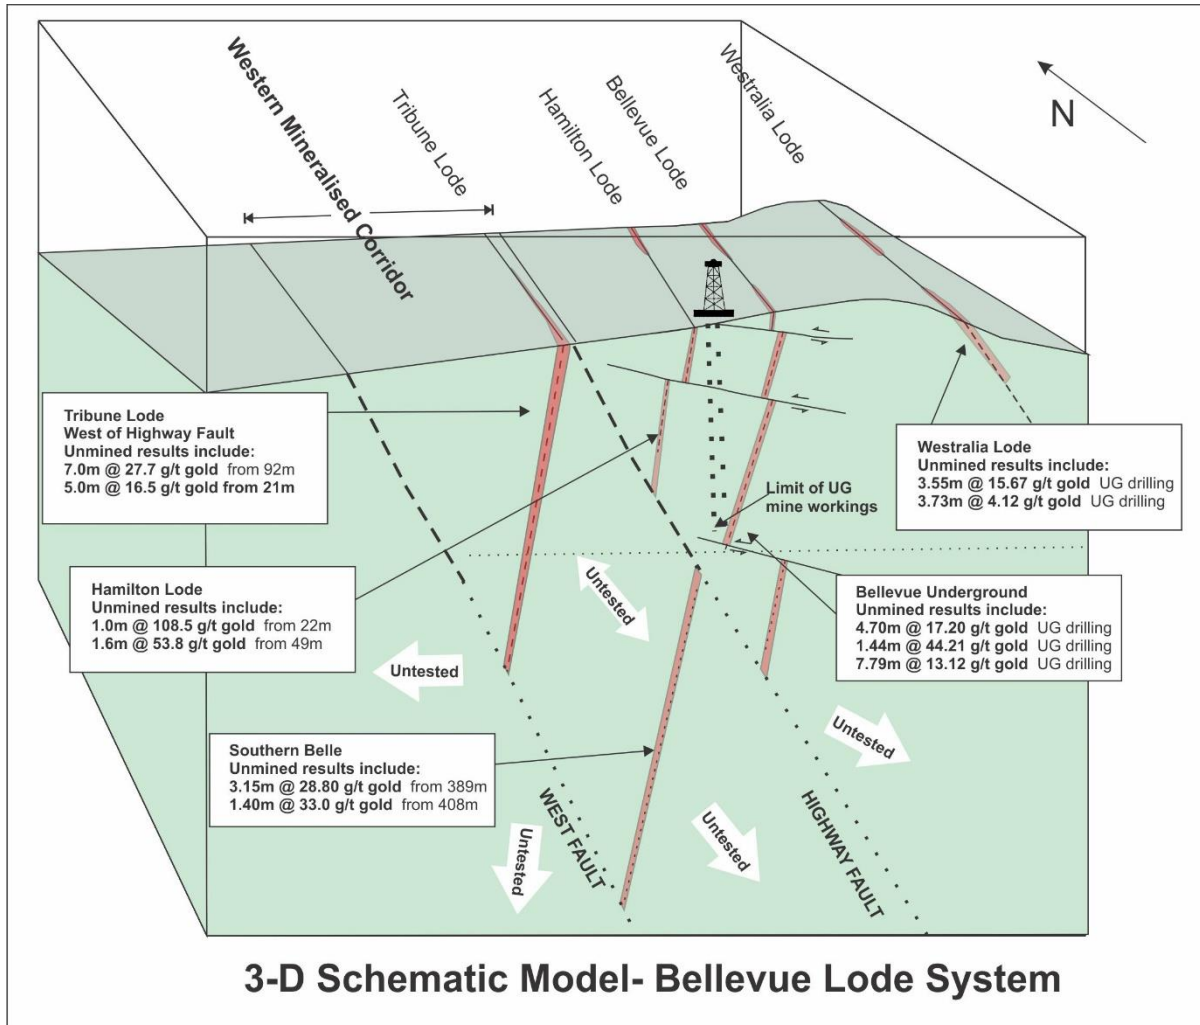 Western Mineralised Corridor
Tribune Lode
Hamilton Lode
Bellevue Lode
Westralia Lode
N
Tribune Lode
West of Highway Fault
Unmined results include:
7.0m @ 27.7 g/t gold from 92m
5.0m @ 16.5 g/t gold from 21m
Westralia Lode
Unmined results include:
3.55m @ 15.67 g/t gold UG drilling
3.73m @ 4.12 g/t gold UG drilling
Limit of UG
mine workings
Hamilton Lode
Unmined results include:
1.0m @ 108.5 g/t gold from 22m
1.6m @ 53.8 g/t gold from 49m
Bellevue Underground
Unmined results include:
4.70m @ 17.20 g/t gold UG drilling
1.44m @ 44.21 g/t gold UG drilling
7.79m @ 13.12 g/t gold UG drilling
Untested
Untested
Untested
Southern Belle
Unmined results include:
3.15m @ 28.80 g/t gold from 389m
1.40m @ 33.0 g/t gold from 408m
WEST FAULT
HIGHWAY FAULT
Untested
Untested
3-D Schematic Model- Bellevue Lode System